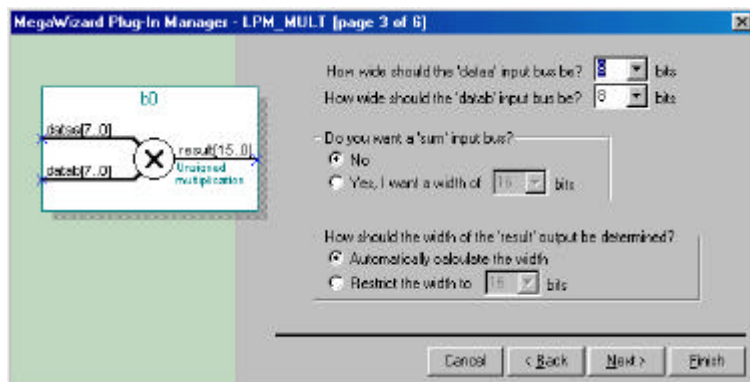 MegaWizard Plug-In Manager - LPM_MULT [page 3 of 6]
b0
dataa[7..0]
datab[7..0]
result[15..0]
Unsigned
multiplication
How wide should the 'dataa' input bus be? 8 bits
How wide should the 'datab' input bus be? 8 bits
Do you want a 'sum' input bus?
No
Yes, I want a width of 16 bits
How should the width of the 'result' output be determined?
Automatically calculate the width
Restrict the width to 16 bits
Cancel < Back Next > Finish